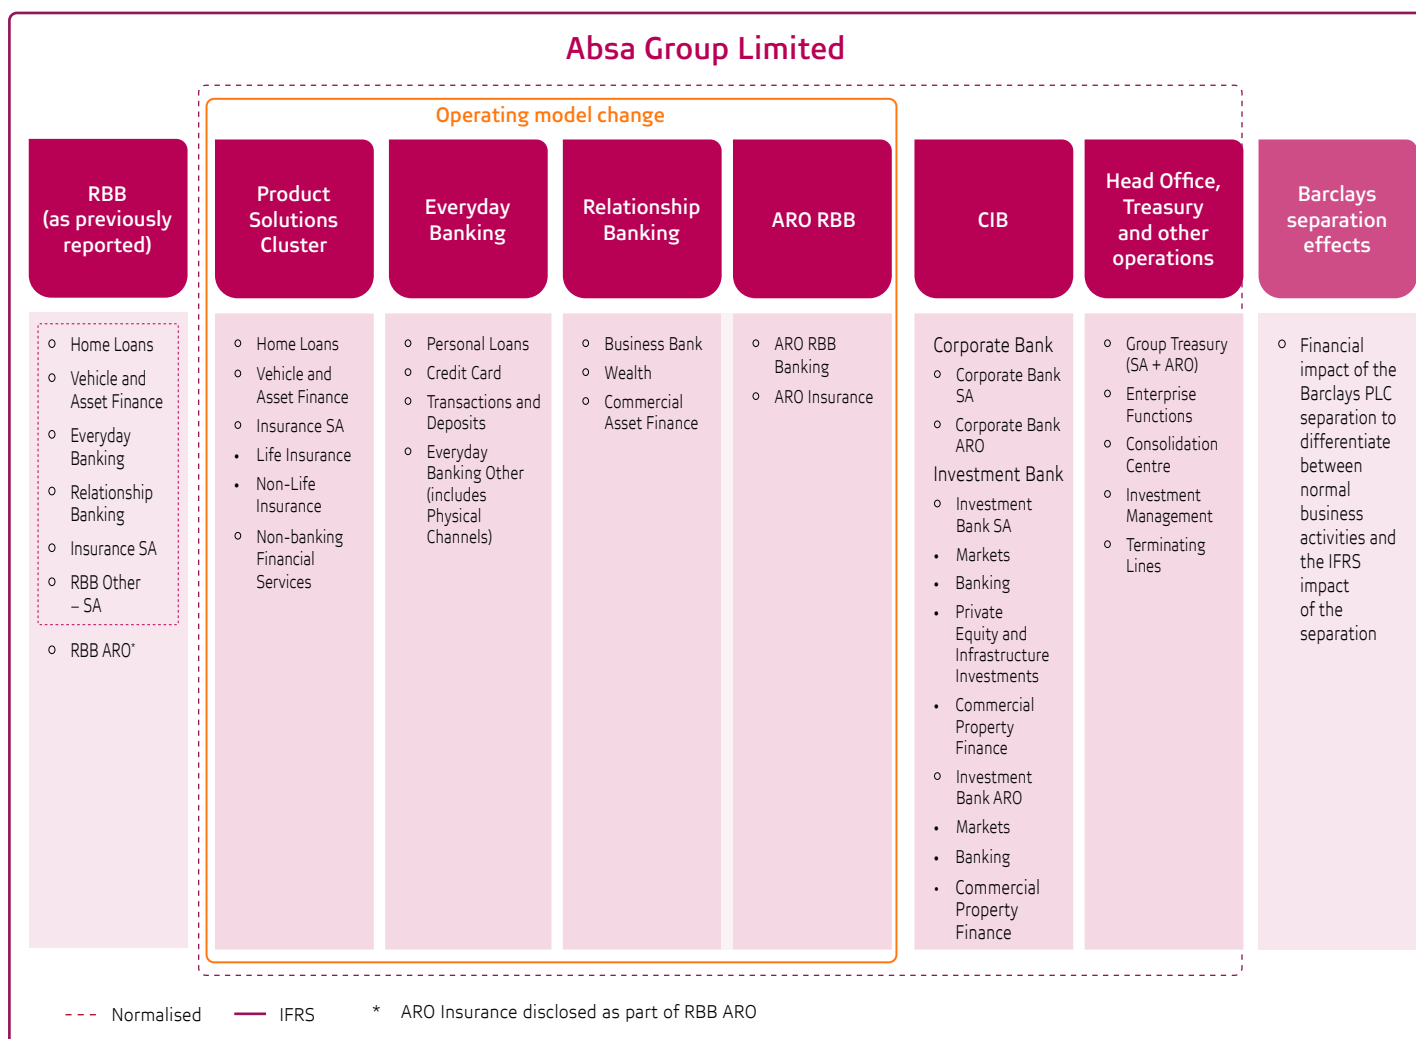 Absa Group Limited
Operating model change
RBB
(as previously
reported)
Product
Solutions
Cluster
Everyday
Banking
Relationship
Banking
ARO RBB
CIB
Head Office,
Treasury
and other
operations
Barclays
separation
effects
Home Loans
Vehicle and
Asset Finance
Everyday
Banking
Relationship
Banking
Insurance SA
RBB Other
– SA
RBB ARO*
Home Loans
Vehicle and
Asset Finance
Insurance SA
• Life Insurance
• Non-Life
Insurance
Non-banking
Financial
Services
Personal Loans
Credit Card
Transactions and
Deposits
Everyday
Banking Other
(includes
Physical
Channels)
Business Bank
Wealth
Commercial
Asset Finance
ARO RBB
Banking
ARO Insurance
Corporate Bank
Corporate Bank
SA
Corporate Bank
ARO
Investment Bank
Investment
Bank SA
• Markets
• Banking
• Private
Equity and
Infrastructure
Investments
• Commercial
Property
Finance
Investment
Bank ARO
• Markets
• Banking
• Commercial
Property
Finance
Group Treasury
(SA + ARO)
Enterprise
Functions
Consolidation
Centre
Investment
Management
Terminating
Lines
Financial
impact of the
Barclays PLC
separation to
differentiate
between
normal
business
activities and
the IFRS
impact
of the
separation
Normalised
IFRS
* ARO Insurance disclosed as part of RBB ARO